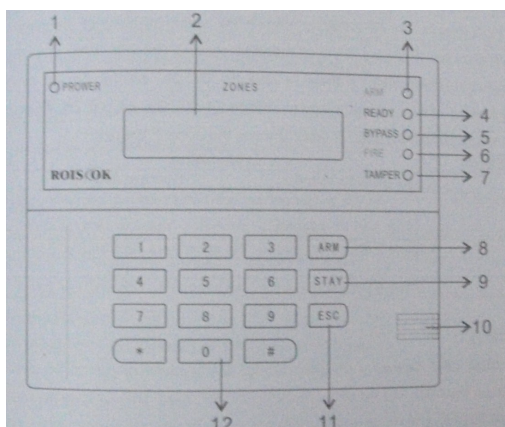 1 2 3
PROWER ZONES ARM
READY 4
BYPASS 5
FIRE 6
TAMPER 7
ROISCOK
1 2 3 ARM 8
4 5 6 STAY 9
7 8 9 ESC 10
* 0 #
12 11